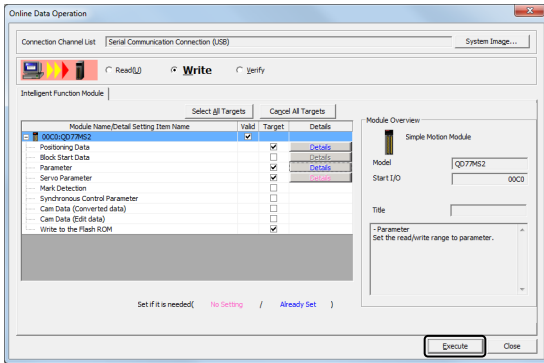 Online Data Operation
Connection Channel List Serial Communication Connection (USB) System Image...
Read(U) Write Verify
Intelligent Function Module
Select All Targets Cancel All Targets
Module Name/Detail Setting Item Name Valid Target Details
00C0:QD77MS2
Positioning Data Details
Block Start Data Details
Parameter Details
Servo Parameter Details
Mark Detection
Synchronous Control Parameter
Cam Data (Converted data)
Cam Data (Edit data)
Write to the Flash ROM
Set if it is needed( No Setting / Already Set )
Module Overview
Simple Motion Module
Model QD77MS2
Start I/O 00C0
Title
- Parameter
Set the read/write range to parameter.
Execute Close